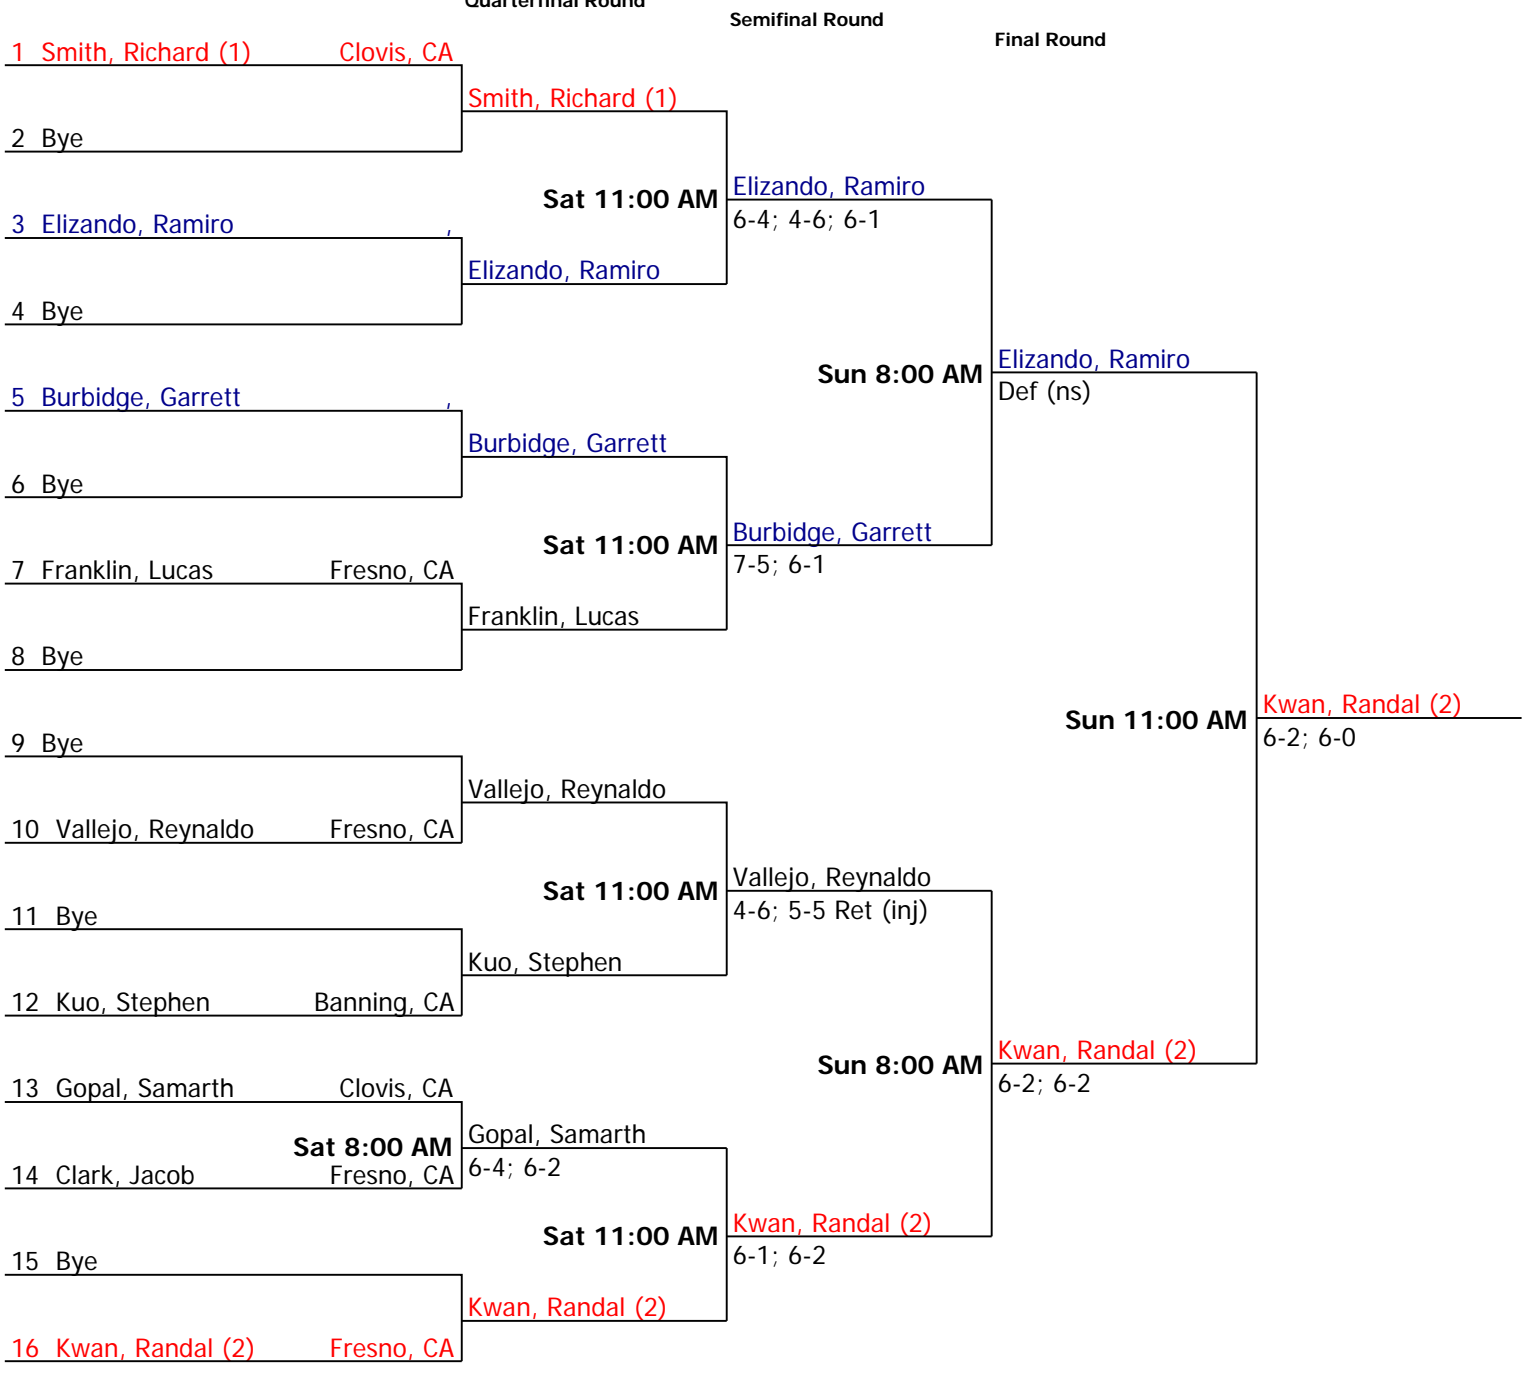 Quarterfinal Round
Semifinal Round
Final Round
1 Smith, Richard (1) Clovis, CA
Smith, Richard (1)
2 Bye
Sat 11:00 AM
Elizando, Ramiro
6-4; 4-6; 6-1
3 Elizando, Ramiro ,
Elizando, Ramiro
4 Bye
Sun 8:00 AM
Elizando, Ramiro
Def (ns)
5 Burbidge, Garrett ,
Burbidge, Garrett
6 Bye
Sat 11:00 AM
Burbidge, Garrett
7-5; 6-1
7 Franklin, Lucas Fresno, CA
Franklin, Lucas
8 Bye
Sun 11:00 AM
Kwan, Randal (2)
6-2; 6-0
9 Bye
Vallejo, Reynaldo
10 Vallejo, Reynaldo Fresno, CA
Sat 11:00 AM
Vallejo, Reynaldo
4-6; 5-5 Ret (inj)
11 Bye
Kuo, Stephen
12 Kuo, Stephen Banning, CA
Sun 8:00 AM
Kwan, Randal (2)
6-2; 6-2
13 Gopal, Samarth Clovis, CA
Sat 8:00 AM
Gopal, Samarth
6-4; 6-2
14 Clark, Jacob Fresno, CA
Sat 11:00 AM
Kwan, Randal (2)
6-1; 6-2
15 Bye
Kwan, Randal (2)
16 Kwan, Randal (2) Fresno, CA